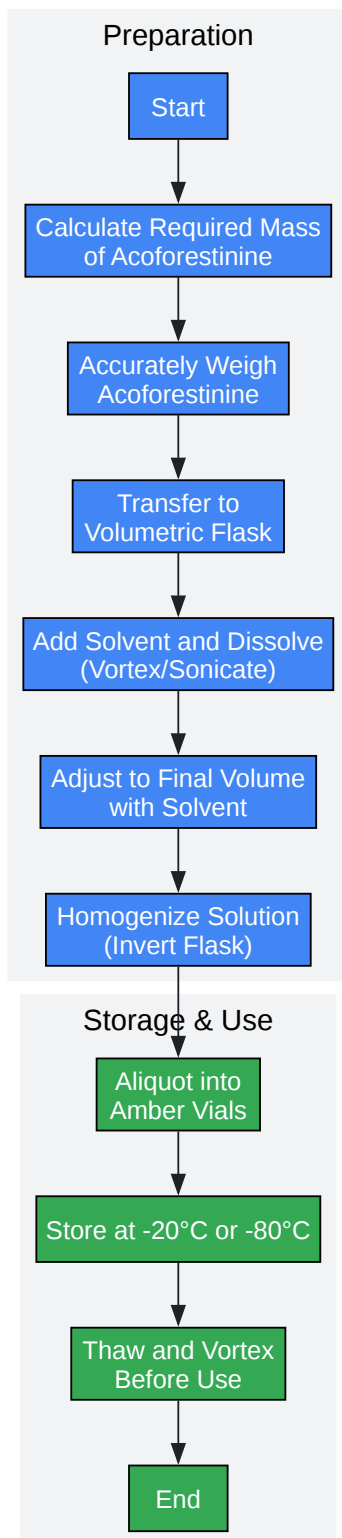 Preparation
Start
Calculate Required Mass
of Acoforestinine
Accurately Weigh
Acoforestinine
Transfer to
Volumetric Flask
Add Solvent and Dissolve
(Vortex/Sonicate)
Adjust to Final Volume
with Solvent
Homogenize Solution
(Invert Flask)
Storage & Use
Aliquot into
Amber Vials
Store at -20°C or -80°C
Thaw and Vortex
Before Use
End